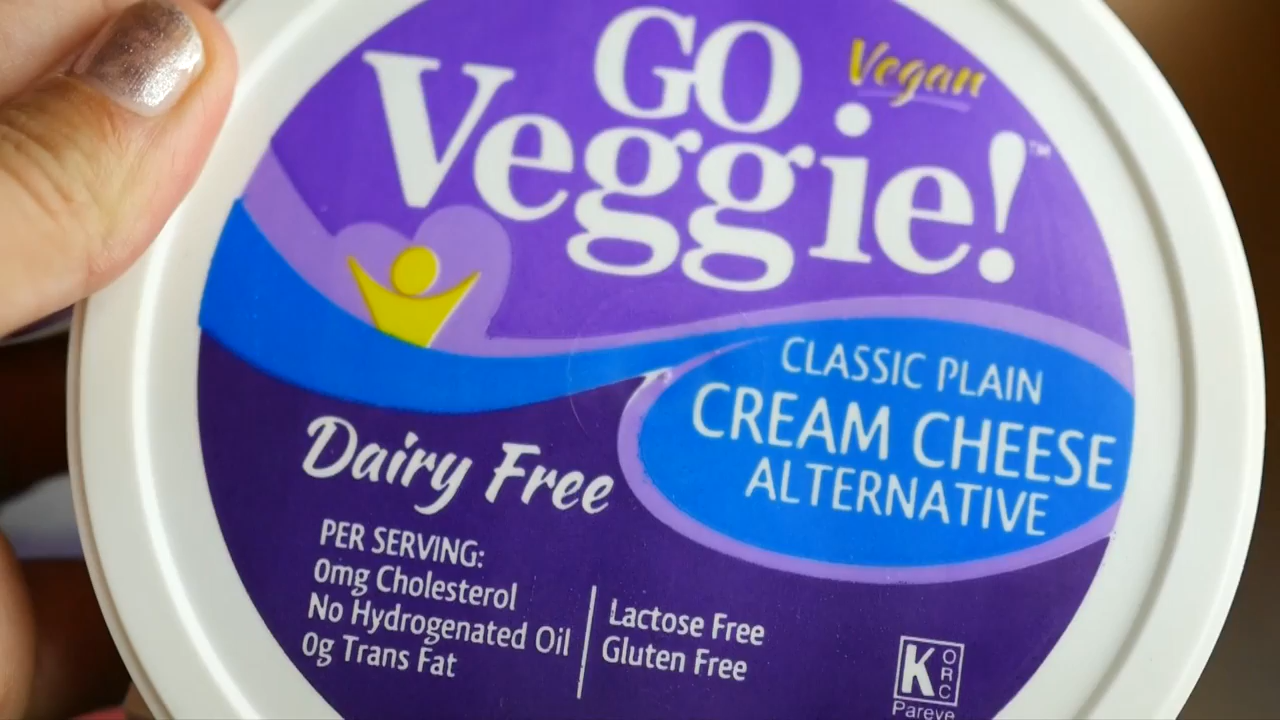 GO
Vegan
Veggie!™
CLASSIC PLAIN
CREAM CHEESE
ALTERNATIVE
Dairy Free
PER SERVING:
0mg Cholesterol
No Hydrogenated Oil
0g Trans Fat
Lactose Free
Gluten Free
K ORC
Pareve